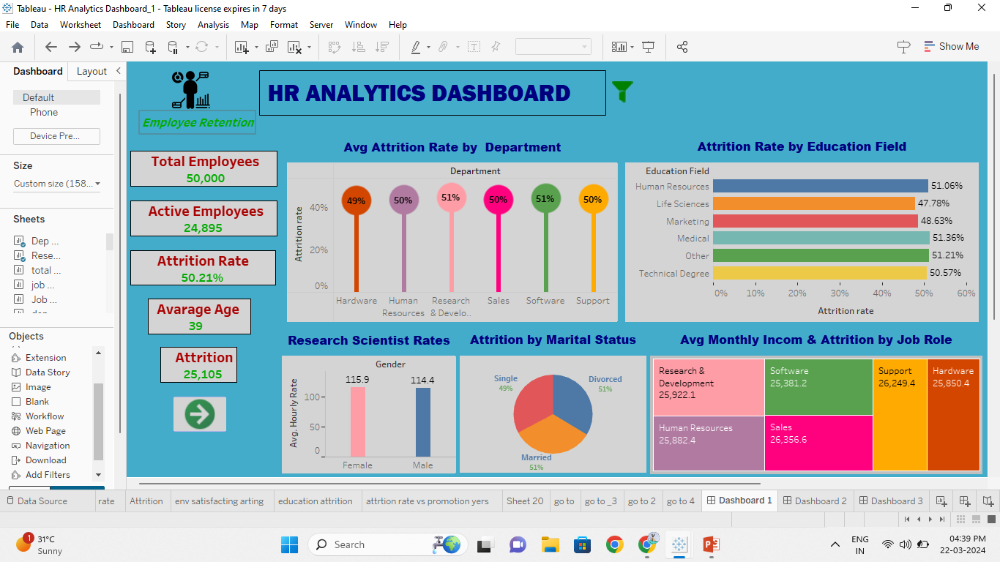 Tableau - HR Analytics Dashboard_1 - Tableau license expires in 7 days
File Data Worksheet Dashboard Story Analysis Map Format Server Window Help
Show Me
Dashboard Layout
Default
Phone
Device Pre...
Size
Custom size (158...
Sheets
Dep ...
Rese...
total ...
job ...
Job ...
Objects
Extension
Data Story
Image
Blank
Workflow
Web Page
Navigation
Download
Add Filters
Employee Retention
HR ANALYTICS DASHBOARD
Total Employees
50,000
Active Employees
24,895
Attrition Rate
50.21%
Avarage Age
39
Attrition
25,105
Avg Attrition Rate by Department
Department
Attrition rate
40%
20%
0%
49% 50% 51% 50% 51% 50%
Hardware Human Research Sales Software Support
Resources & Develo..
Attrition Rate by Education Field
Education Field
Human Resources 51.06%
Life Sciences 47.78%
Marketing 48.63%
Medical 51.36%
Other 51.21%
Technical Degree 50.57%
0% 10% 20% 30% 40% 50% 60%
Attrition rate
Research Scientist Rates
Gender
Avg. Hourly Rate
115.9 114.4
100
50
0
Female Male
Attrition by Marital Status
Single
49%
Divorced
51%
Married
51%
Avg Monthly Incom & Attrition by Job Role
Research &
Development
25,922.1
Software
25,381.2
Support
26,249.4
Hardware
25,850.4
Human Resources
25,882.4
Sales
26,356.6
Data Source rate Attrition env satisfacting arting education attrition attrtion rate vs promotion yers Sheet 20 go to go to _3 go to 2 go to 4 Dashboard 1 Dashboard 2 Dashboard 3
1
31°C
Sunny
Search
ENG
IN
04:39 PM
22-03-2024